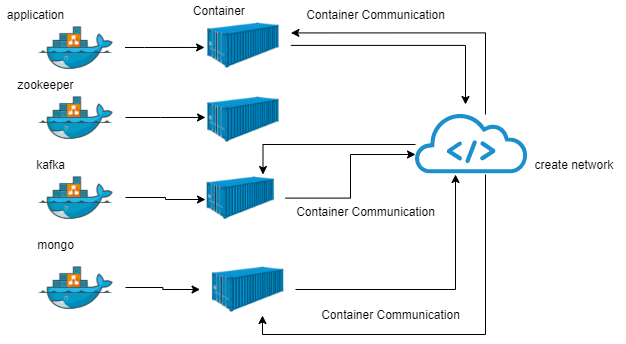 application
Container
Container Communication
zookeeper
kafka
</>
create network
Container Communication
mongo
Container Communication